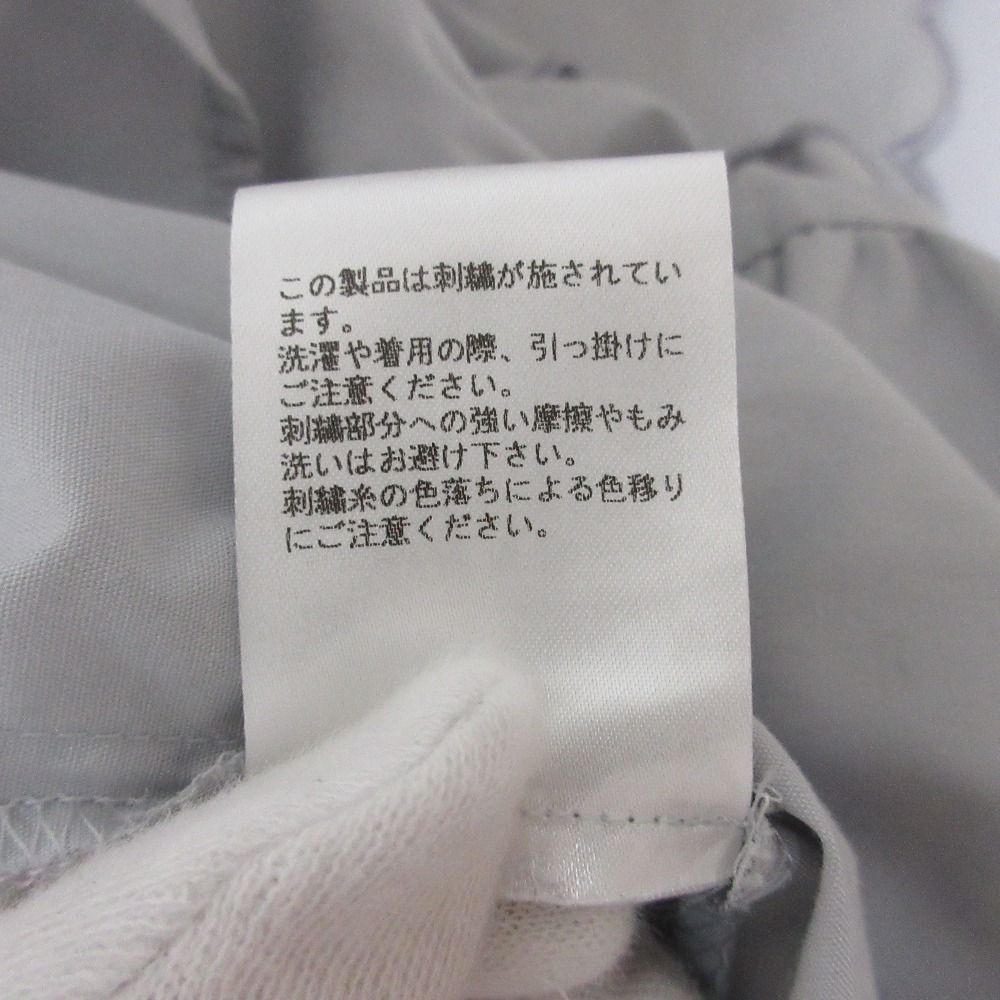 この製品は刺繍が施されてい
ます。
洗濯や着用の際、引っ掛けに
ご注意ください。
刺繍部分への強い摩擦やもみ
洗いはお避け下さい。
刺繍糸の色落ちによる色移り
にご注意ください。